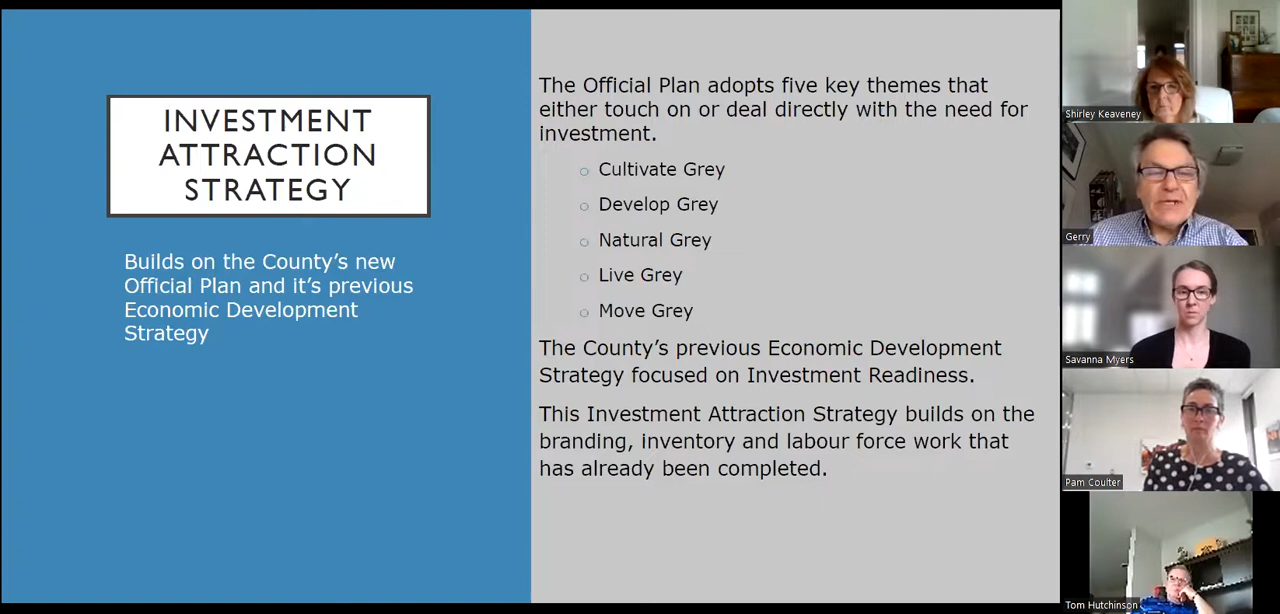 INVESTMENT
ATTRACTION
STRATEGY
Builds on the County's new
Official Plan and it's previous
Economic Development
Strategy
The Official Plan adopts five key themes that
either touch on or deal directly with the need for
investment.
Cultivate Grey
Develop Grey
Natural Grey
Live Grey
Move Grey
The County's previous Economic Development
Strategy focused on Investment Readiness.
This Investment Attraction Strategy builds on the
branding, inventory and labour force work that
has already been completed.
Shirley Keaveney
Gerry
Savanna Myers
Pam Coulter
Tom Hutchinson